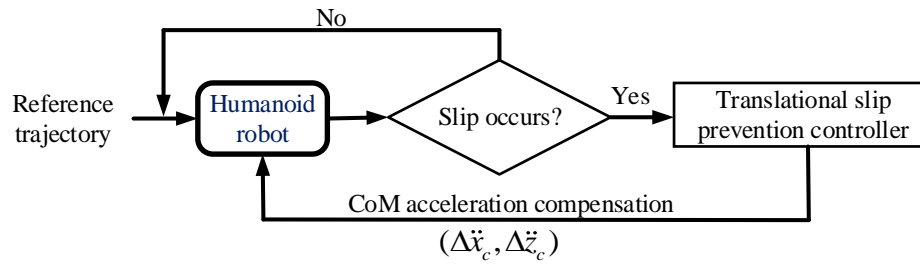 No
Reference
trajectory
Humanoid
robot
Slip occurs?
Yes
Translational slip
prevention controller
CoM acceleration compensation
(Δẍ_c, Δz̈_c)